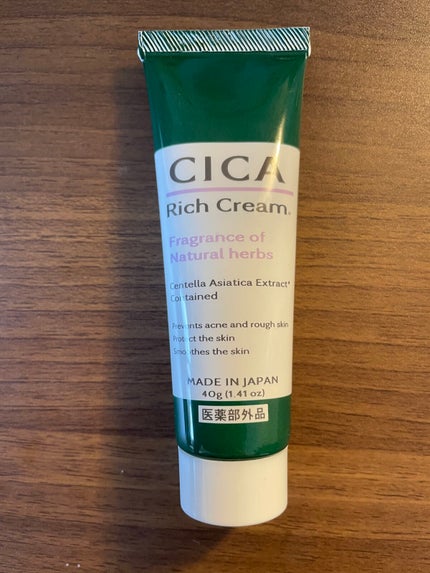 CICA
Rich Cream®
Fragrance of
Natural herbs
Centella Asiatica Extract*
Contained
Prevents acne and rough skin
Protect the skin
Smoothes the skin
MADE IN JAPAN
40g (1.41 oz)
医薬部外品